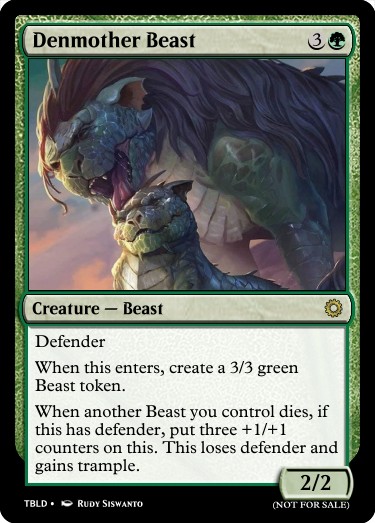 Denmother Beast 3
Creature — Beast
Defender
When this enters, create a 3/3 green
Beast token.
When another Beast you control dies, if
this has defender, put three +1/+1
counters on this. This loses defender and
gains trample.
2/2
TBLD • Rudy Siswanto
(NOT FOR SALE)